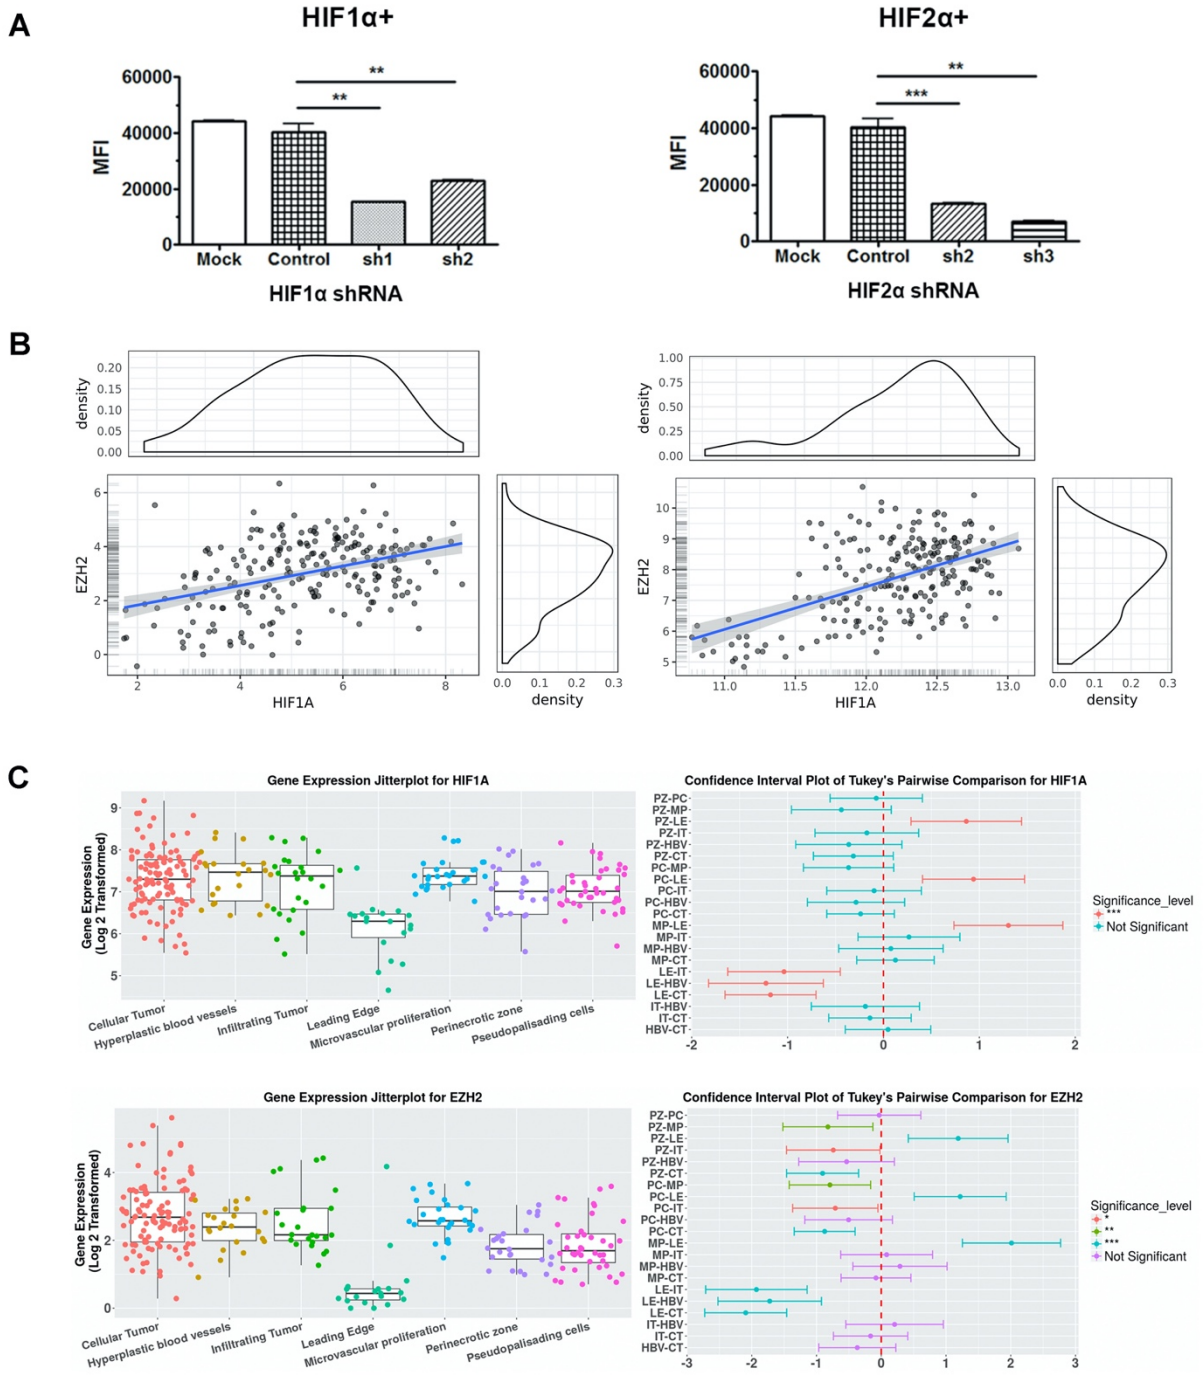 A
HIF1α+
HIF2α+
**
**
60000
40000
20000
0
MFI
Mock Control sh1 sh2
HIF1α shRNA
**
***
60000
40000
20000
0
MFI
Mock Control sh2 sh3
HIF2α shRNA
B
density
0.20
0.15
0.10
0.05
0.00
EZH2
6
4
2
0
2 4 6 8
HIF1A
0.0 0.1 0.2 0.3
density
density
1.00
0.75
0.50
0.25
0.00
EZH2
10
9
8
7
6
5
11.0 11.5 12.0 12.5 13.0
HIF1A
0.0 0.1 0.2 0.3
density
C
Gene Expression Jitterplot for HIF1A
Gene Expression
(Log 2 Transformed)
9
8
7
6
5
Cellular Tumor
Hyperplastic blood vessels
Infiltrating Tumor
Leading Edge
Microvascular proliferation
Perinecrotic zone
Pseudopalisading cells
Confidence Interval Plot of Tukey's Pairwise Comparison for HIF1A
PZ-PC
PZ-MP
PZ-LE
PZ-IT
PZ-HBV
PZ-CT
PC-MP
PC-LE
PC-IT
PC-HBV
PC-CT
MP-LE
MP-IT
MP-HBV
MP-CT
LE-IT
LE-HBV
LE-CT
IT-HBV
IT-CT
HBV-CT
-2 -1 0 1 2
Significance_level
***
Not Significant
Gene Expression Jitterplot for EZH2
Gene Expression
(Log 2 Transformed)
4
2
0
Cellular Tumor
Hyperplastic blood vessels
Infiltrating Tumor
Leading Edge
Microvascular proliferation
Perinecrotic zone
Pseudopalisading cells
Confidence Interval Plot of Tukey's Pairwise Comparison for EZH2
PZ-PC
PZ-MP
PZ-LE
PZ-IT
PZ-HBV
PZ-CT
PC-MP
PC-LE
PC-IT
PC-HBV
PC-CT
MP-LE
MP-IT
MP-HBV
MP-CT
LE-IT
LE-HBV
LE-CT
IT-HBV
IT-CT
HBV-CT
-3 -2 -1 0 1 2 3
Significance_level
*
**
***
Not Significant